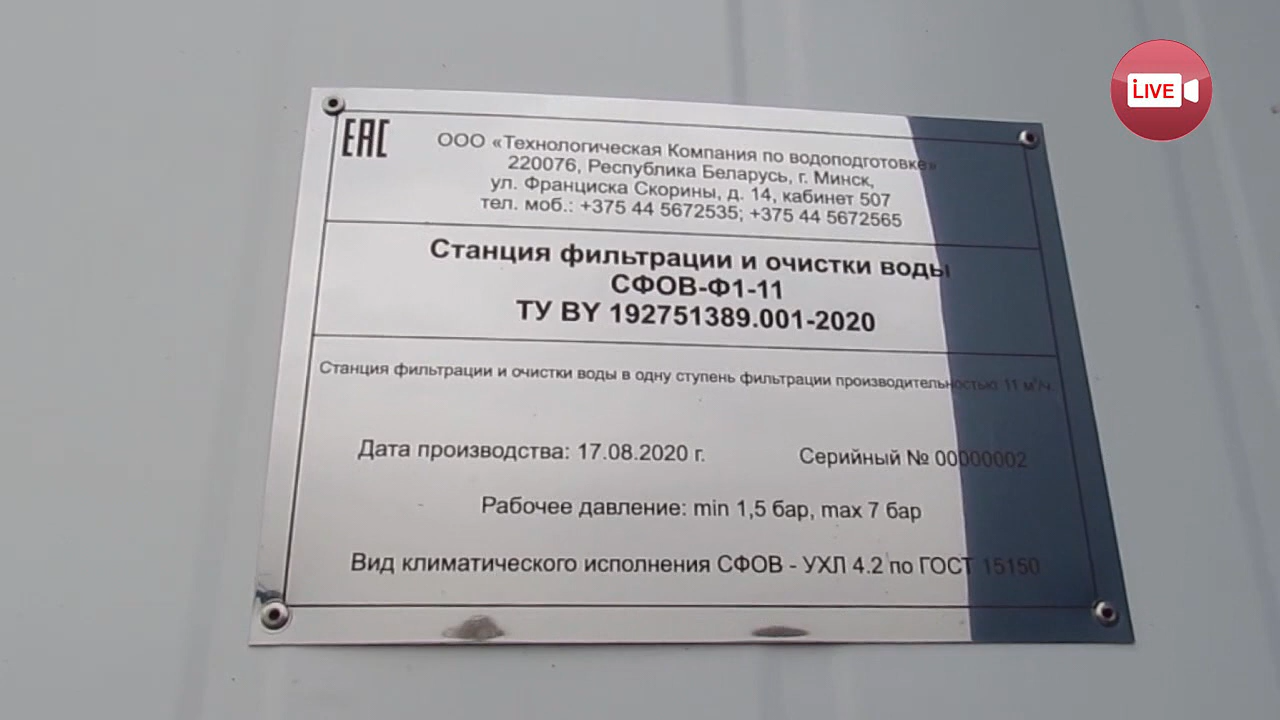 LIVE
EAC
ООО «Технологическая Компания по водоподготовке»
220076, Республика Беларусь, г. Минск,
ул. Франциска Скорины, д. 14, кабинет 507
тел. моб.: +375 44 5672535; +375 44 5672565
Станция фильтрации и очистки воды
СФОВ-Ф1-11
ТУ BY 192751389.001-2020
Станция фильтрации и очистки воды в одну ступень фильтрации производительностью 11 м³/ч.
Дата производства: 17.08.2020 г. Серийный № 00000002
Рабочее давление: min 1,5 бар, max 7 бар
Вид климатического исполнения СФОВ - УХЛ 4.2 по ГОСТ 15150